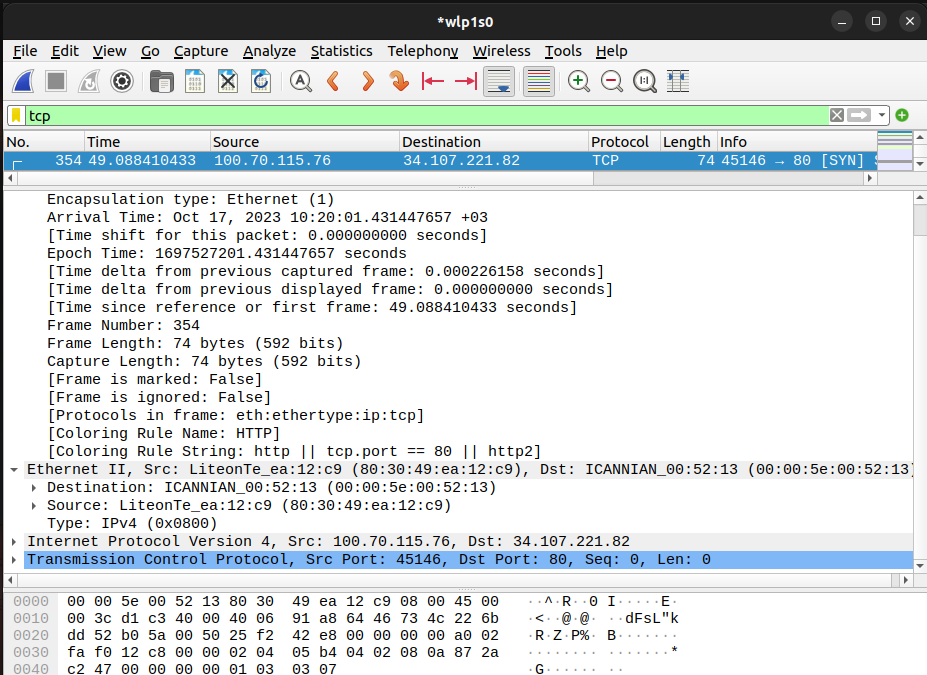 *wlp1s0
File Edit View Go Capture Analyze Statistics Telephony Wireless Tools Help
tcp
No. Time Source Destination Protocol Length Info
354 49.088410433 100.70.115.76 34.107.221.82 TCP 74 45146 → 80 [SYN]
Encapsulation type: Ethernet (1)
Arrival Time: Oct 17, 2023 10:20:01.431447657 +03
[Time shift for this packet: 0.000000000 seconds]
Epoch Time: 1697527201.431447657 seconds
[Time delta from previous captured frame: 0.000226158 seconds]
[Time delta from previous displayed frame: 0.000000000 seconds]
[Time since reference or first frame: 49.088410433 seconds]
Frame Number: 354
Frame Length: 74 bytes (592 bits)
Capture Length: 74 bytes (592 bits)
[Frame is marked: False]
[Frame is ignored: False]
[Protocols in frame: eth:ethertype:ip:tcp]
[Coloring Rule Name: HTTP]
[Coloring Rule String: http || tcp.port == 80 || http2]
Ethernet II, Src: LiteonTe_ea:12:c9 (80:30:49:ea:12:c9), Dst: ICANNIAN_00:52:13 (00:00:5e:00:52:13)
Destination: ICANNIAN_00:52:13 (00:00:5e:00:52:13)
Source: LiteonTe_ea:12:c9 (80:30:49:ea:12:c9)
Type: IPv4 (0x0800)
Internet Protocol Version 4, Src: 100.70.115.76, Dst: 34.107.221.82
Transmission Control Protocol, Src Port: 45146, Dst Port: 80, Seq: 0, Len: 0
0000 00 00 5e 00 52 13 80 30 49 ea 12 c9 08 00 45 00 ··^·R··0 I·····E·
0010 00 3c d1 c3 40 00 40 06 91 a8 64 46 73 4c 22 6b ·<··@·@· ··dFsL"k
0020 dd 52 b0 5a 00 50 25 f2 42 e8 00 00 00 00 a0 02 ·R·Z·P%· B·······
0030 fa f0 12 c8 00 00 02 04 05 b4 04 02 08 0a 87 2a ········ ·······*
0040 c2 47 00 00 00 00 01 03 03 07 ·G······ ··